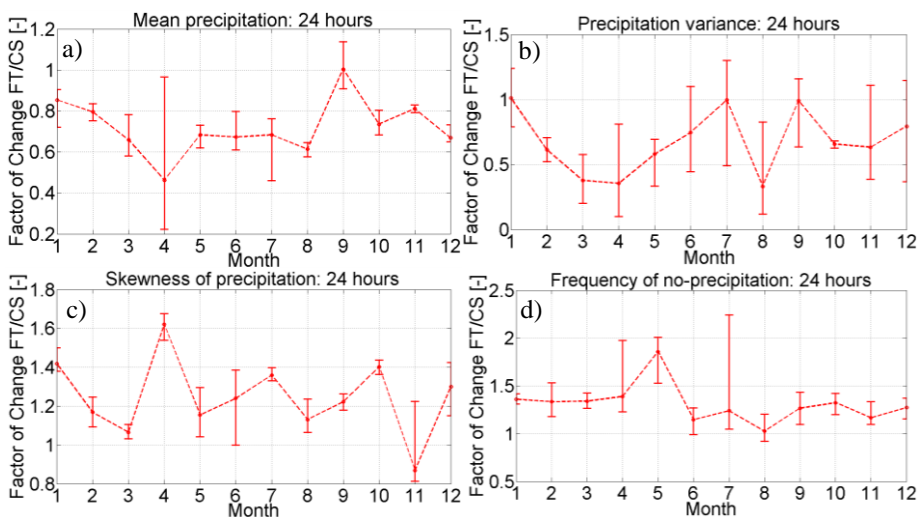 Mean precipitation: 24 hours
a)
Factor of Change FT/CS [-]
1.2
1
0.8
0.6
0.4
0.2
1 2 3 4 5 6 7 8 9 10 11 12
Month
Precipitation variance: 24 hours
b)
Factor of Change FT/CS [-]
1.5
1
0.5
0
1 2 3 4 5 6 7 8 9 10 11 12
Month
Skewness of precipitation: 24 hours
c)
Factor of Change FT/CS [-]
1.8
1.6
1.4
1.2
1
0.8
1 2 3 4 5 6 7 8 9 10 11 12
Month
Frequency of no-precipitation: 24 hours
d)
Factor of Change FT/CS [-]
2.5
2
1.5
1
0.5
1 2 3 4 5 6 7 8 9 10 11 12
Month